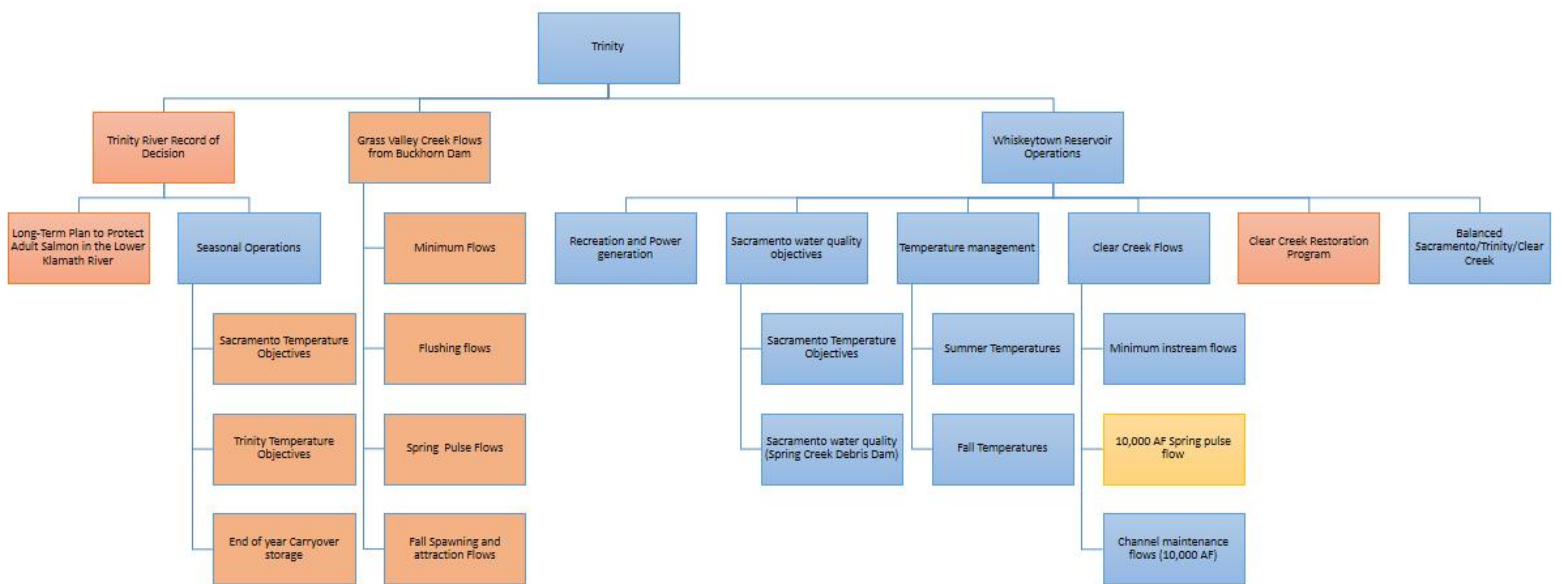 Trinity
Trinity River Record of
Decision
Grass Valley Creek Flows
from Buckhorn Dam
Whiskeytown Reservoir
Operations
Long-Term Plan to Protect
Adult Salmon in the Lower
Klamath River
Seasonal Operations
Sacramento Temperature
Objectives
Trinity Temperature
Objectives
End of year Carryover
storage
Minimum Flows
Flushing flows
Spring Pulse Flows
Fall Spawning and
attraction Flows
Recreation and Power
generation
Sacramento water quality
objectives
Temperature management
Clear Creek Flows
Clear Creek Restoration
Program
Balanced
Sacramento/Trinity/Clear
Creek
Sacramento Temperature
Objectives
Sacramento water quality
(Spring Creek Debris Dam)
Summer Temperatures
Fall Temperatures
Minimum instream flows
10,000 AF Spring pulse
flow
Channel maintenance
flows (10,000 AF)